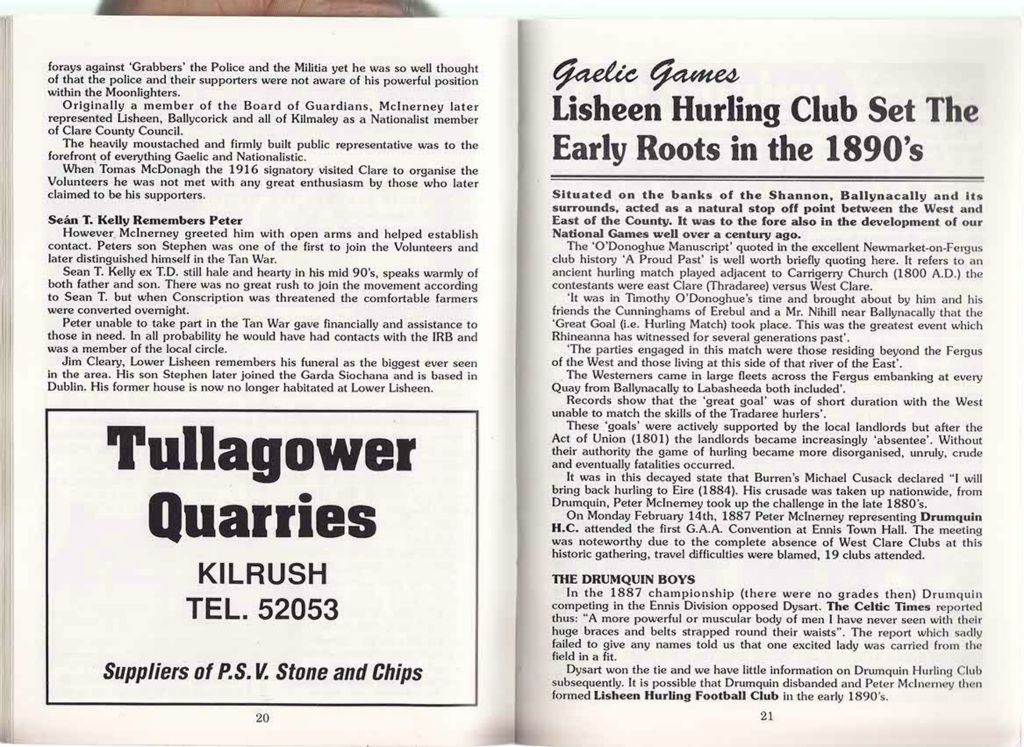 forays against 'Grabbers' the Police and the Militia yet he was so well thought
of that the police and their supporters were not aware of his powerful position
within the Moonlighters.
Originally a member of the Board of Guardians, McInerney later
represented Lisheen, Ballycorick and all of Kilmaley as a Nationalist member
of Clare County Council.
The heavily moustached and firmly built public representative was to the
forefront of everything Gaelic and Nationalistic.
When Tomas McDonagh the 1916 signatory visited Clare to organise the
Volunteers he was not met with any great enthusiasm by those who later
claimed to be his supporters.
Seán T. Kelly Remembers Peter
However McInerney greeted him with open arms and helped establish
contact. Peters son Stephen was one of the first to join the Volunteers and
later distinguished himself in the Tan War.
Sean T. Kelly ex T.D. still hale and hearty in his mid 90's, speaks warmly of
both father and son. There was no great rush to join the movement according
to Sean T. but when Conscription was threatened the comfortable farmers
were converted overnight.
Peter unable to take part in the Tan War gave financially and assistance to
those in need. In all probability he would have had contacts with the IRB and
was a member of the local circle.
Jim Cleary, Lower Lisheen remembers his funeral as the biggest ever seen
in the area. His son Stephen later joined the Garda Siochana and is based in
Dublin. His former house is now no longer habitated at Lower Lisheen.
Tullagower
Quarries
KILRUSH
TEL. 52053
Suppliers of P.S.V. Stone and Chips
20
Gaelic Games
Lisheen Hurling Club Set The
Early Roots in the 1890's
Situated on the banks of the Shannon, Ballynacally and its
surrounds, acted as a natural stop off point between the West and
East of the County. It was to the fore also in the development of our
National Games well over a century ago.
The 'O'Donoghue Manuscript' quoted in the excellent Newmarket-on-Fergus
club history 'A Proud Past' is well worth briefly quoting here. It refers to an
ancient hurling match played adjacent to Carrigerry Church (1800 A.D.) the
contestants were east Clare (Thradaree) versus West Clare.
'It was in Timothy O'Donoghue's time and brought about by him and his
friends the Cunninghams of Erebul and a Mr. Nihill near Ballynacally that the
'Great Goal (i.e. Hurling Match) took place. This was the greatest event which
Rhineanna has witnessed for several generations past'.
'The parties engaged in this match were those residing beyond the Fergus
of the West and those living at this side of that river of the East'.
The Westerners came in large fleets across the Fergus embanking at every
Quay from Ballynacally to Labasheeda both included'.
Records show that the 'great goal' was of short duration with the West
unable to match the skills of the Tradaree hurlers'.
These 'goals' were actively supported by the local landlords but after the
Act of Union (1801) the landlords became increasingly 'absentee'. Without
their authority the game of hurling became more disorganised, unruly, crude
and eventually fatalities occurred.
It was in this decayed state that Burren's Michael Cusack declared "I will
bring back hurling to Eire (1884). His crusade was taken up nationwide, from
Drumquin, Peter McInerney took up the challenge in the late 1880's.
On Monday February 14th, 1887 Peter McInerney representing Drumquin
H.C. attended the first G.A.A. Convention at Ennis Town Hall. The meeting
was noteworthy due to the complete absence of West Clare Clubs at this
historic gathering, travel difficulties were blamed, 19 clubs attended.
THE DRUMQUIN BOYS
In the 1887 championship (there were no grades then) Drumquin
competing in the Ennis Division opposed Dysart. The Celtic Times reported
thus: "A more powerful or muscular body of men I have never seen with their
huge braces and belts strapped round their waists". The report which sadly
failed to give any names told us that one excited lady was carried from the
field in a fit.
Dysart won the tie and we have little information on Drumquin Hurling Club
subsequently. It is possible that Drumquin disbanded and Peter McInerney then
formed Lisheen Hurling Football Club in the early 1890's.
21